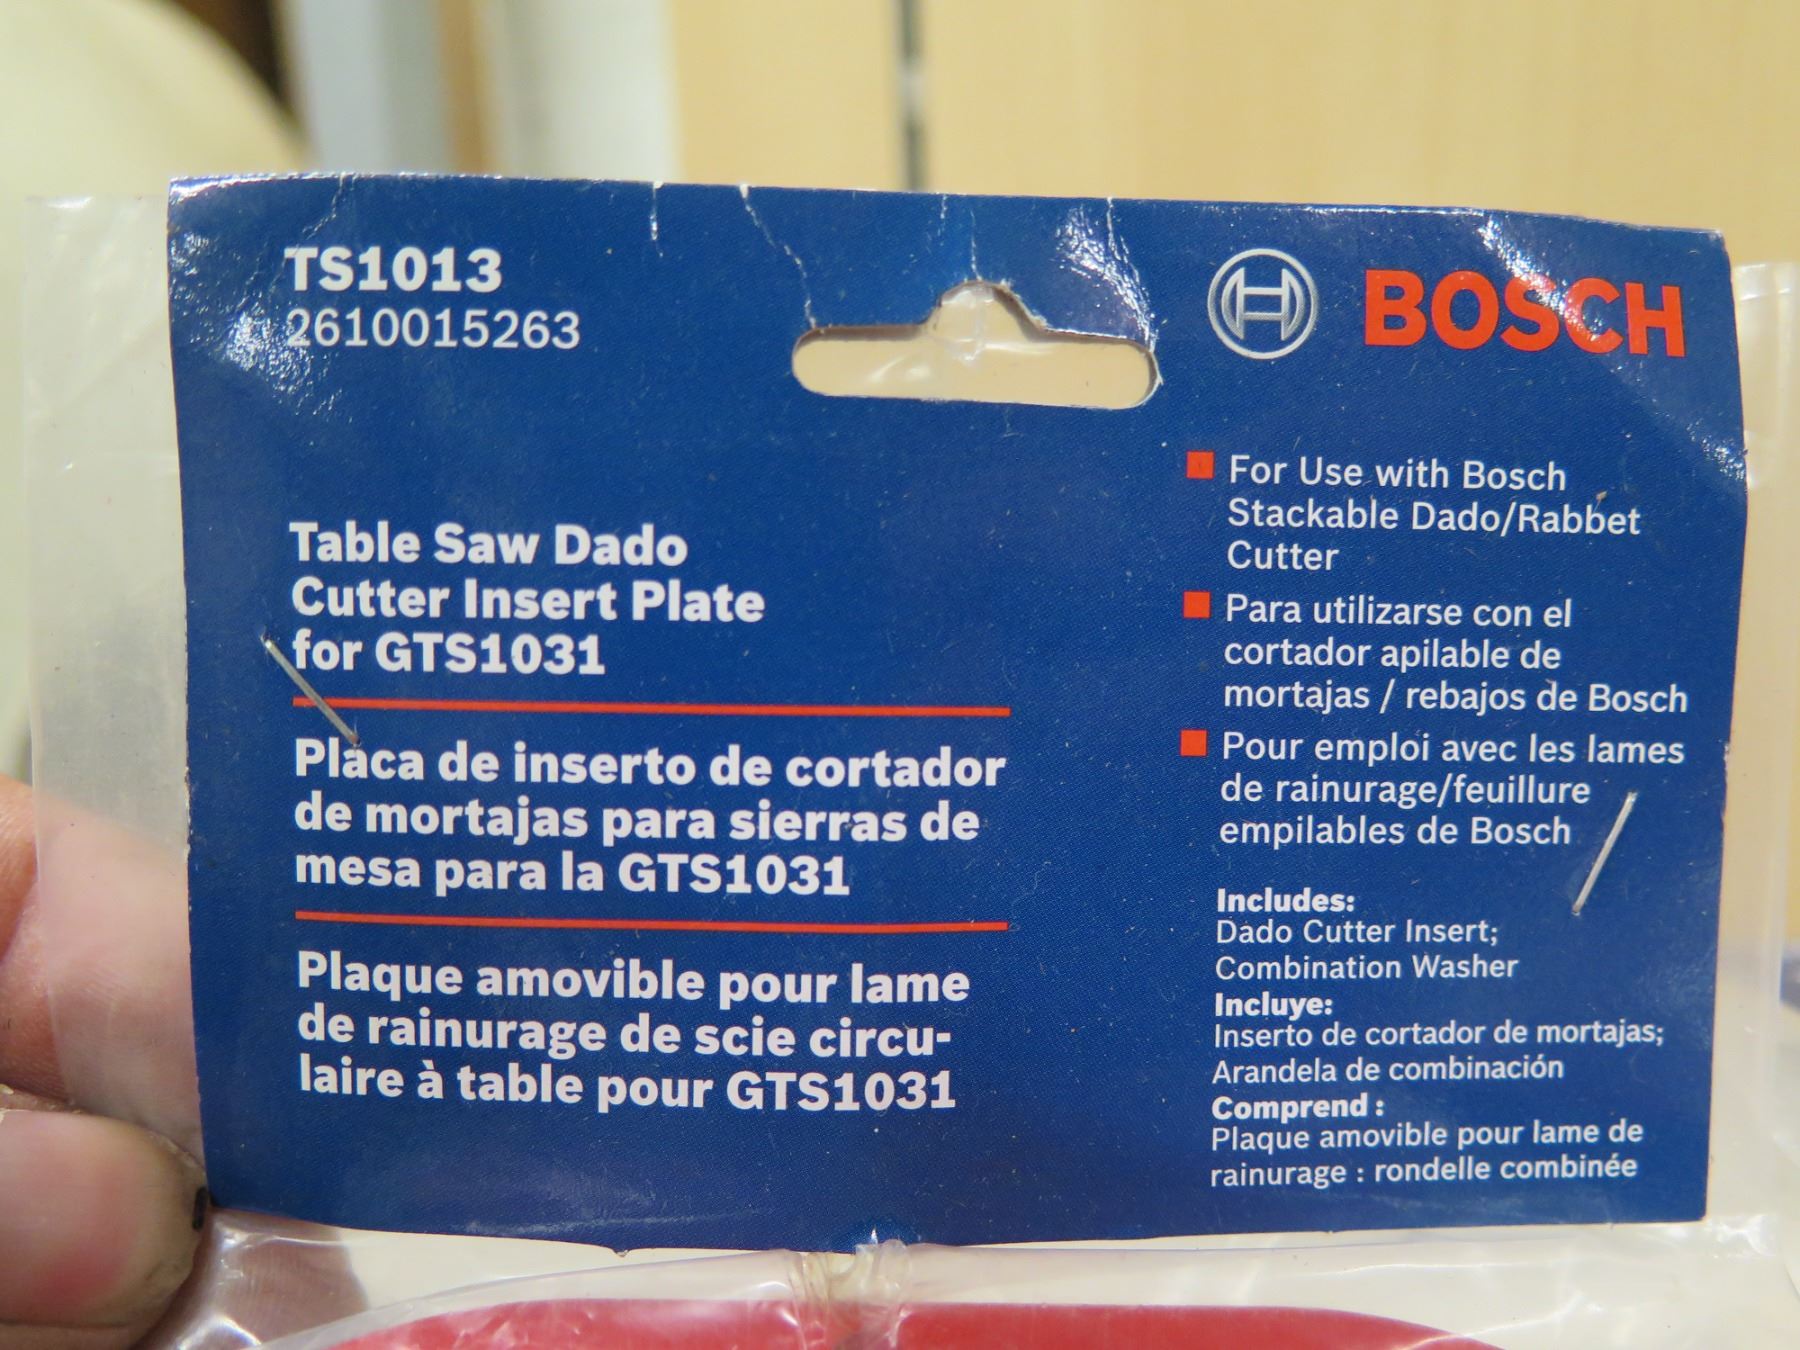 TS1013
2610015263
BOSCH
Table Saw Dado
Cutter Insert Plate
for GTS1031
Placa de inserto de cortador
de mortajas para sierras de
mesa para la GTS1031
Plaque amovible pour lame
de rainurage de scie circu-
laire à table pour GTS1031
For Use with Bosch
Stackable Dado/Rabbet
Cutter
Para utilizarse con el
cortador apilable de
mortajas / rebajos de Bosch
Pour emploi avec les lames
de rainurage/feuillure
empilables de Bosch
Includes:
Dado Cutter Insert;
Combination Washer
Incluye:
Inserto de cortador de mortajas;
Arandela de combinación
Comprend :
Plaque amovible pour lame de
rainurage : rondelle combinée